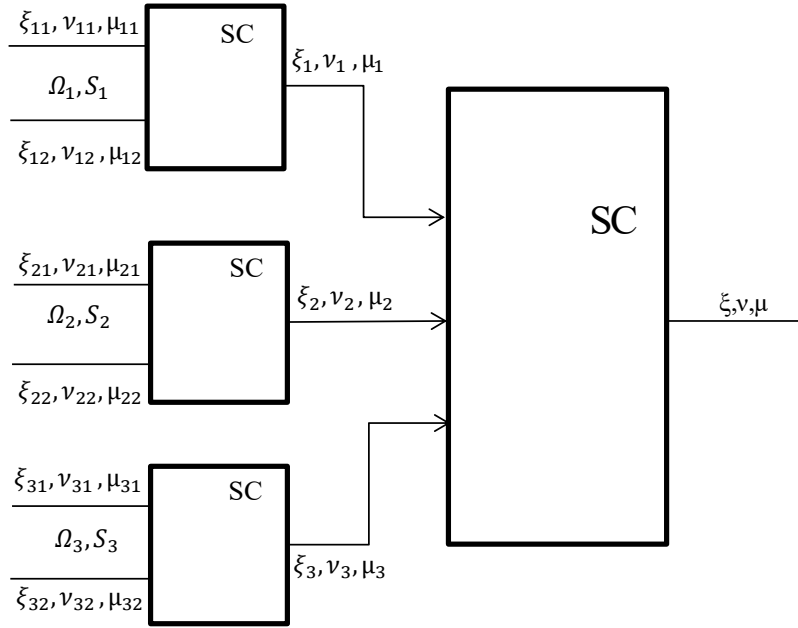 ξ₁₁, ν₁₁, μ₁₁
SC
Ω₁, S₁
ξ₁₂, ν₁₂, μ₁₂
ξ₁, ν₁, μ₁
ξ₂₁, ν₂₁, μ₂₁
SC
Ω₂, S₂
ξ₂₂, ν₂₂, μ₂₂
ξ₂, ν₂, μ₂
ξ₃₁, ν₃₁, μ₃₁
SC
Ω₃, S₃
ξ₃₂, ν₃₂, μ₃₂
ξ₃, ν₃, μ₃
SC
ξ,ν,μ